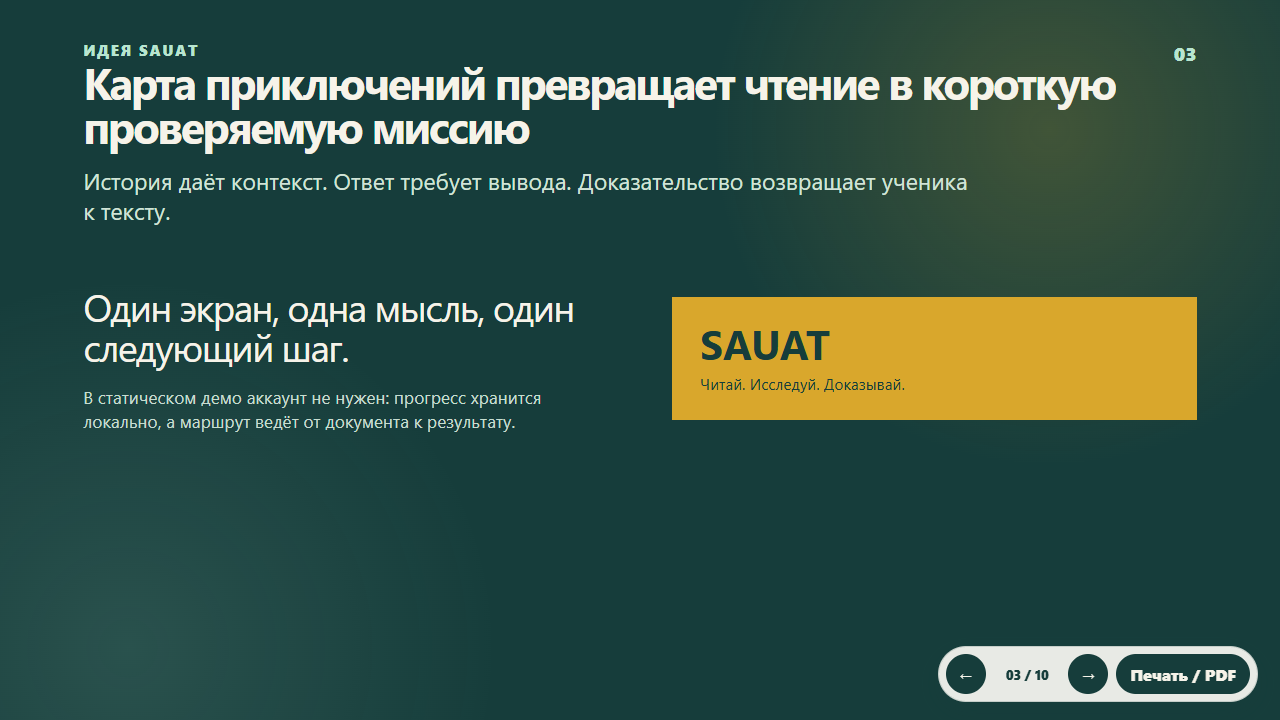 ИДЕЯ SAUAT
03
Карта приключений превращает чтение в короткую
проверяемую миссию
История даёт контекст. Ответ требует вывода. Доказательство возвращает ученика
к тексту.
Один экран, одна мысль, один
следующий шаг.
В статическом демо аккаунт не нужен: прогресс хранится
локально, а маршрут ведёт от документа к результату.
SAUAT
Читай. Исследуй. Доказывай.
← 03 / 10 → Печать / PDF